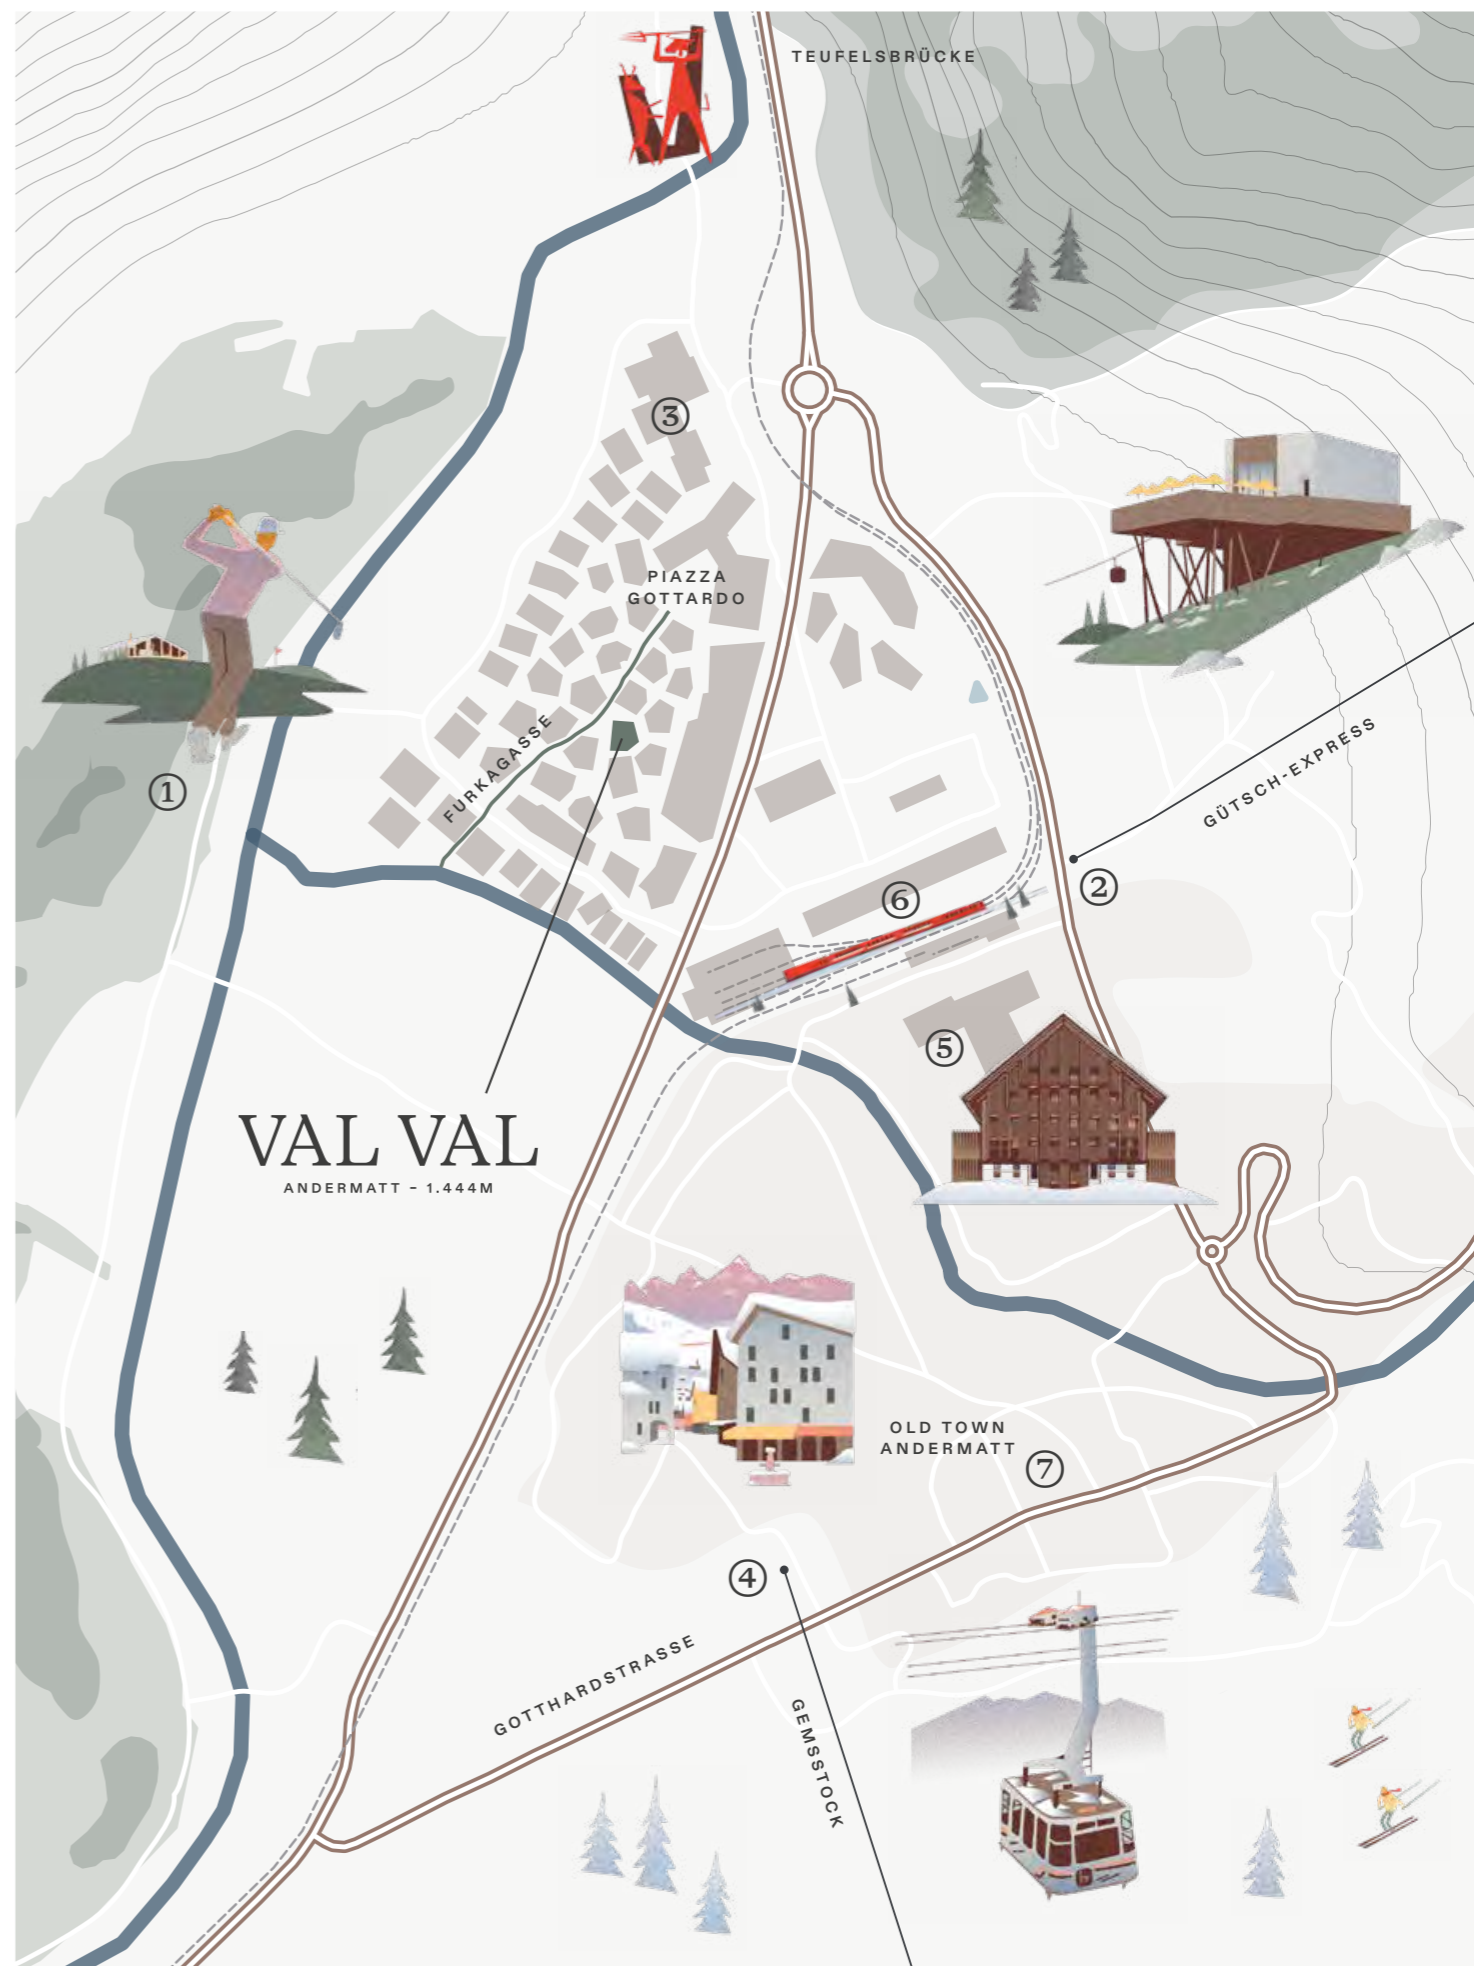 TEUFELSBRÜCKE
③
PIAZZA
GOTTARDO
FURKAGASSE
①
GÜTSCH-EXPRESS
②
⑥
⑤
VAL VAL
ANDERMATT – 1.444M
OLD TOWN
ANDERMATT
⑦
④
GOTTHARDSTRASSE
GEMSSTOCK